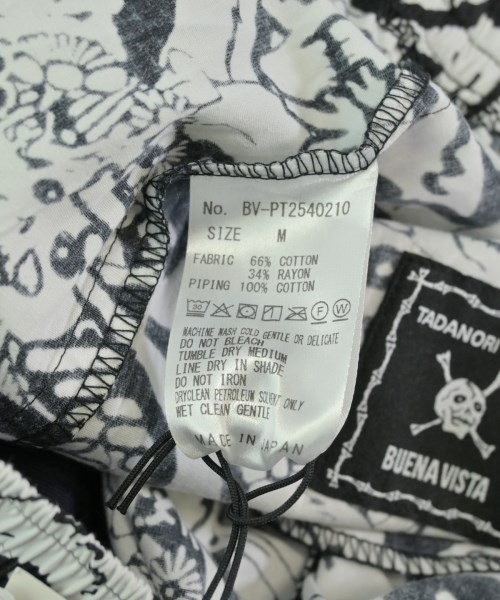 No. BV-PT2540210
SIZE M
FABRIC 66% COTTON
34% RAYON
PIPING 100% COTTON
MACHINE WASH COLD GENTLE OR DELICATE
DO NOT BLEACH
TUMBLE DRY MEDIUM
LINE DRY IN SHADE
DO NOT IRON
DRYCLEAN PETROLEUM SOLVENT ONLY
WET CLEAN GENTLE
MADE IN JAPAN
TADANORI
BUENA VISTA